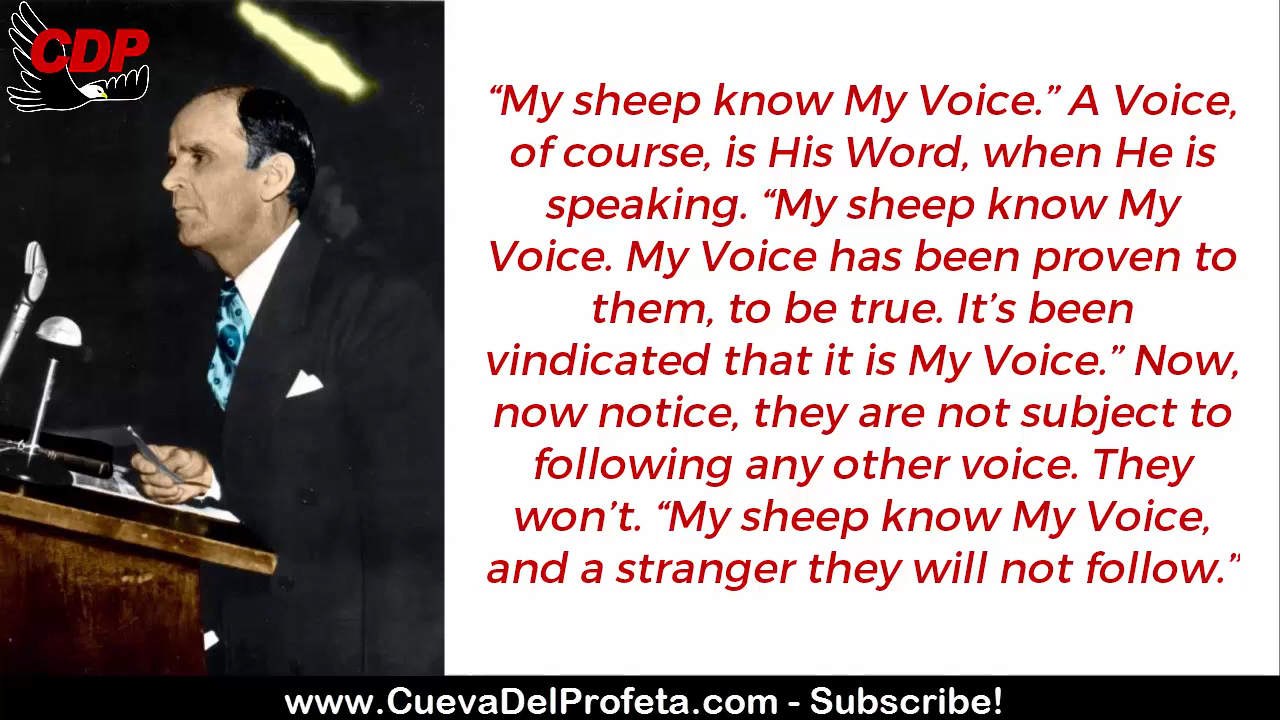 CDP
“My sheep know My Voice.” A Voice,
of course, is His Word, when He is
speaking. “My sheep know My
Voice. My Voice has been proven to
them, to be true. It’s been
vindicated that it is My Voice.” Now,
now notice, they are not subject to
following any other voice. They
won’t. “My sheep know My Voice,
and a stranger they will not follow.”
www.CuevaDelProfeta.com - Subscribe!